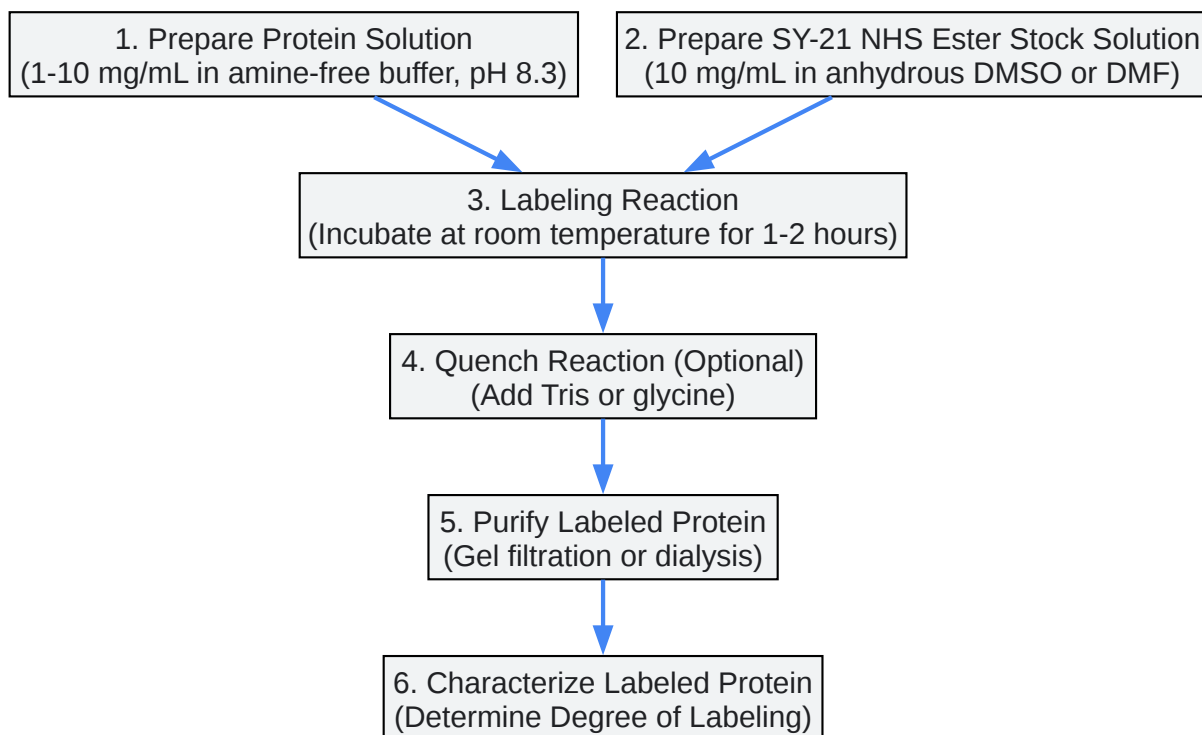 1. Prepare Protein Solution
(1-10 mg/mL in amine-free buffer, pH 8.3)
2. Prepare SY-21 NHS Ester Stock Solution
(10 mg/mL in anhydrous DMSO or DMF)
3. Labeling Reaction
(Incubate at room temperature for 1-2 hours)
4. Quench Reaction (Optional)
(Add Tris or glycine)
5. Purify Labeled Protein
(Gel filtration or dialysis)
6. Characterize Labeled Protein
(Determine Degree of Labeling)